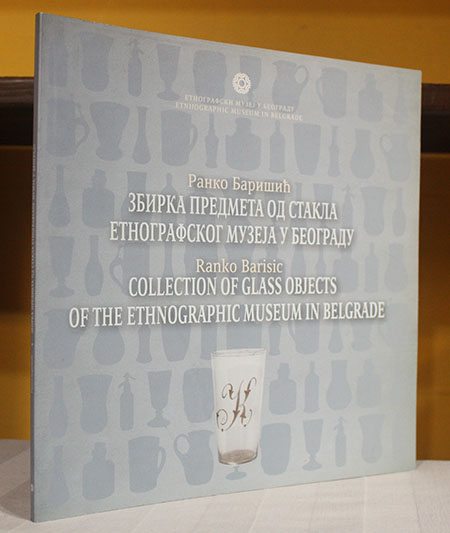 ЕТНОГРАФСКИ МУЗЕЈ У БЕОГРАДУ
ETHNOGRAPHIC MUSEUM IN BELGRADE
Ранко Баришић
ЗБИРКА ПРЕДМЕТА ОД СТАКЛА
ЕТНОГРАФСКОГ МУЗЕЈА У БЕОГРАДУ
Ranko Barisic
COLLECTION OF GLASS OBJECTS
OF THE ETHNOGRAPHIC MUSEUM IN BELGRADE